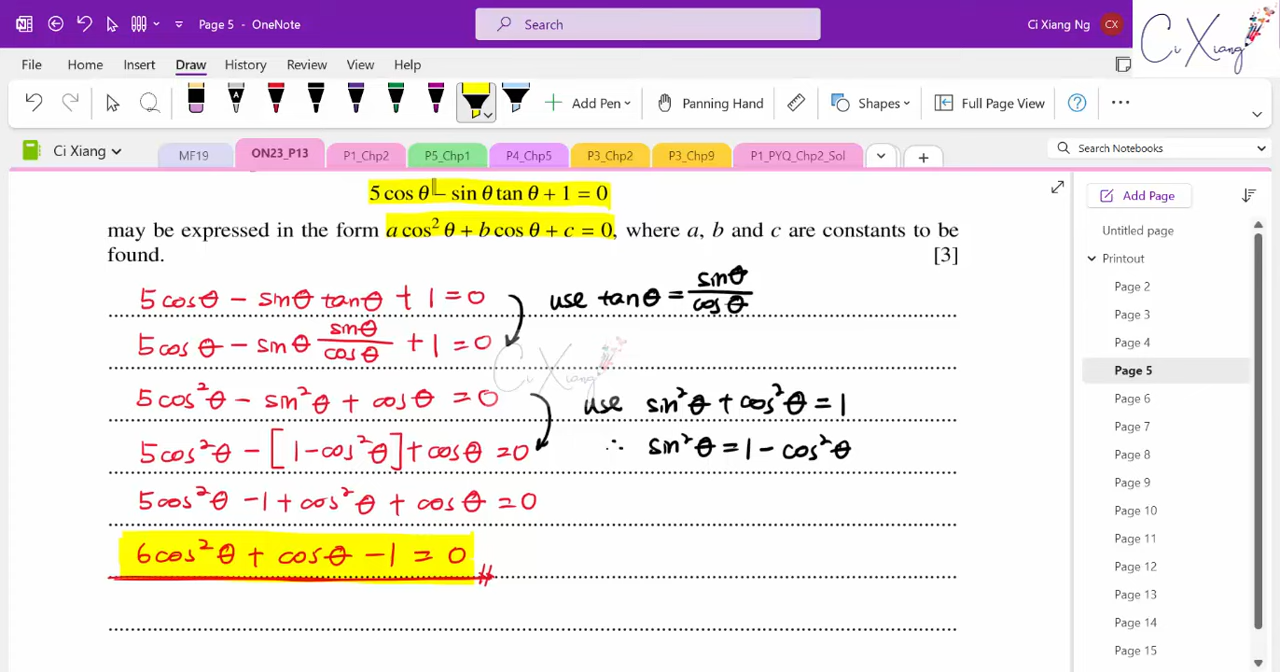 Page 5 - OneNote
Search
Ci Xiang Ng
CX
Ci Xiang
File Home Insert Draw History Review View Help
Add Pen
Panning Hand
Shapes
Full Page View
Ci Xiang
MF19
ON23_P13
P1_Chp2
P5_Chp1
P4_Chp5
P3_Chp2
P3_Chp9
P1_PYQ_Chp2_Sol
Search Notebooks
5 cos θ – sin θ tan θ + 1 = 0
may be expressed in the form a cos² θ + b cos θ + c = 0, where a, b and c are constants to be
found. [3]
5cosθ – sinθ tanθ + 1 = 0
use tanθ = sinθ/cosθ
5cosθ – sinθ sinθ/cosθ + 1 = 0
Ci Xiang
5cos²θ – sin²θ + cosθ = 0
use sin²θ + cos²θ = 1
5cos²θ – [1–cos²θ] + cosθ = 0
∴ sin²θ = 1 – cos²θ
5cos²θ –1 + cos²θ + cosθ = 0
6cos²θ + cosθ –1 = 0
Add Page
Untitled page
Printout
Page 2
Page 3
Page 4
Page 5
Page 6
Page 7
Page 8
Page 9
Page 10
Page 11
Page 12
Page 13
Page 14
Page 15